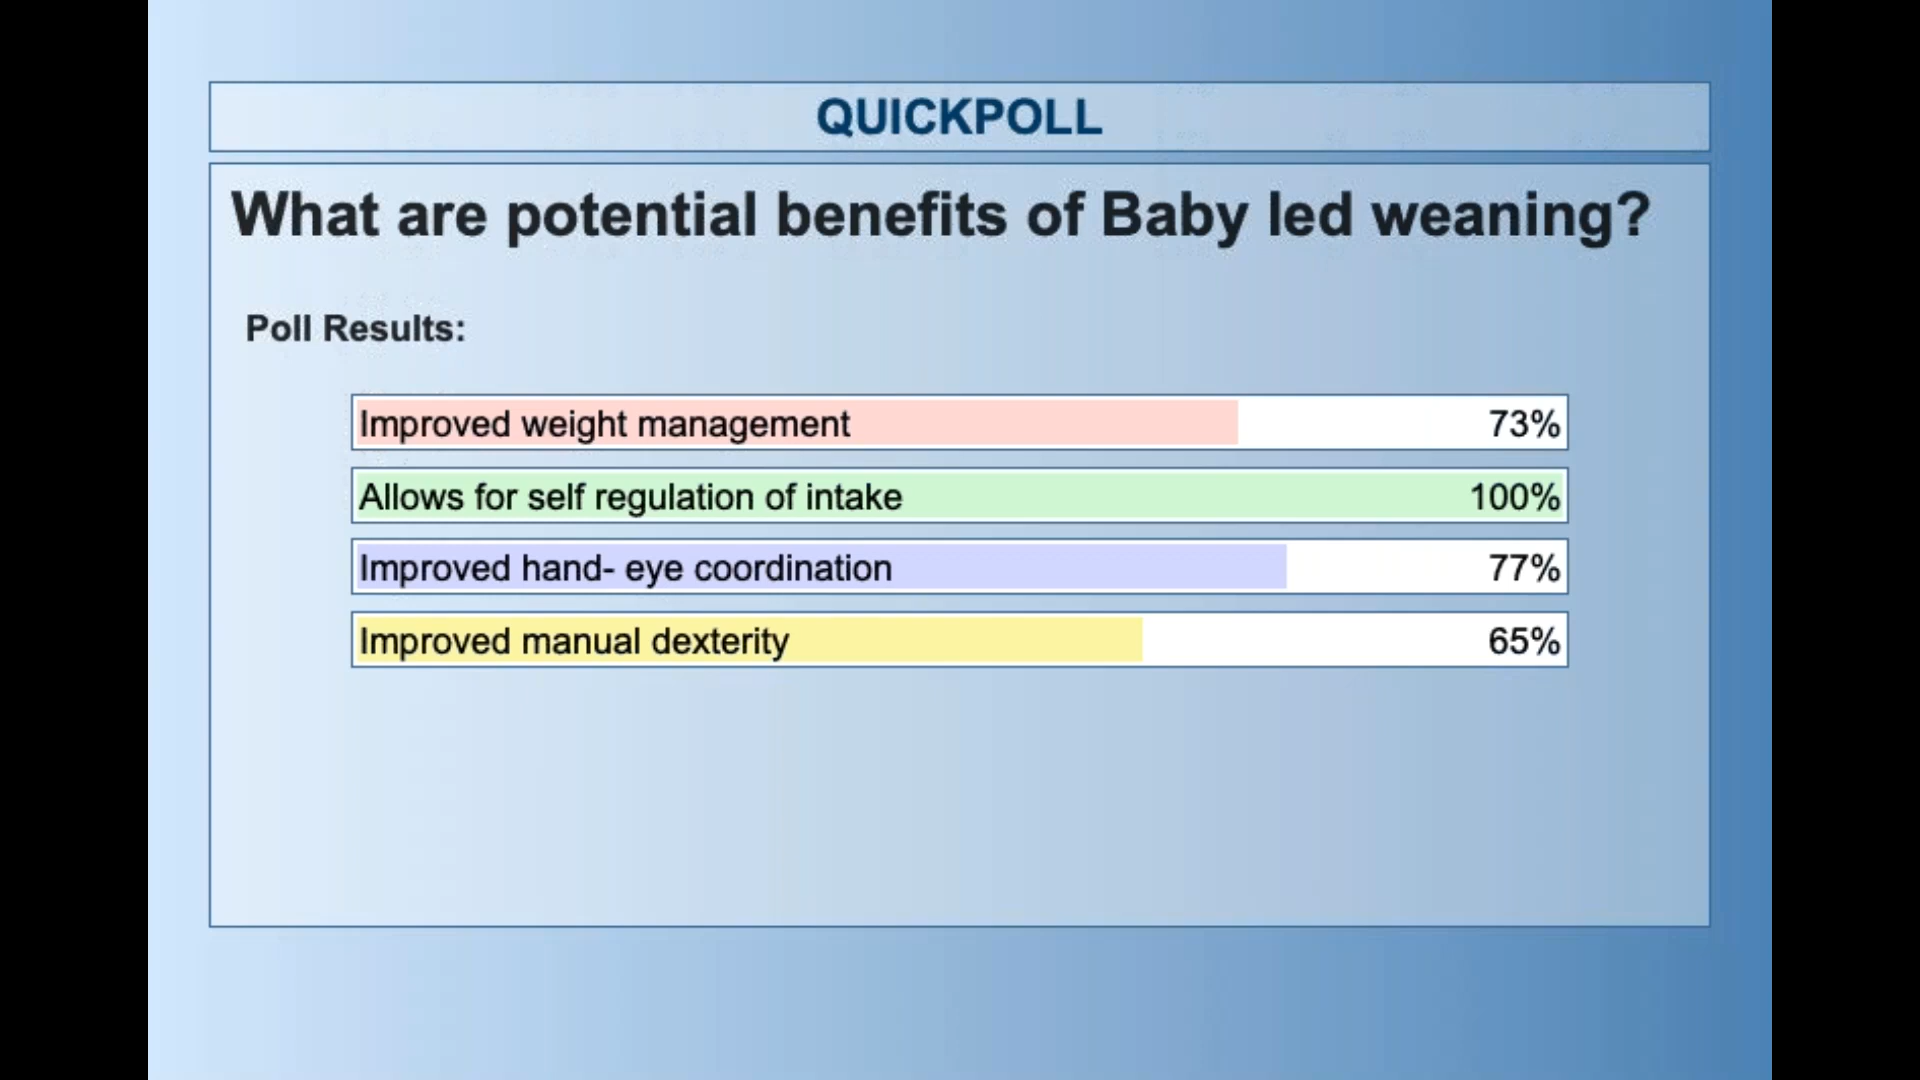 QUICKPOLL
What are potential benefits of Baby led weaning?
Poll Results:
Improved weight management 73%
Allows for self regulation of intake 100%
Improved hand- eye coordination 77%
Improved manual dexterity 65%